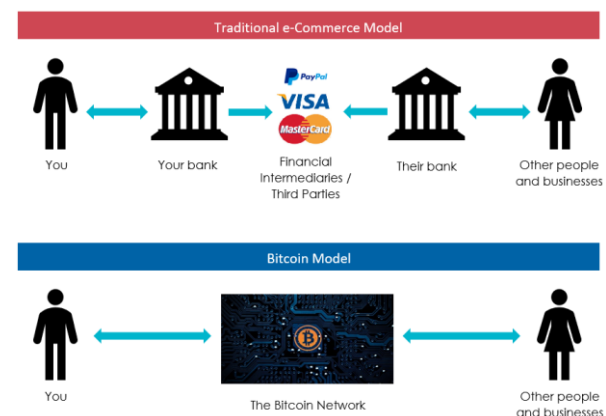 Traditional e-Commerce Model
PayPal
VISA
MasterCard
You
Your bank
Financial
Intermediaries /
Third Parties
Their bank
Other people
and businesses
Bitcoin Model
You
The Bitcoin Network
Other people
and businesses